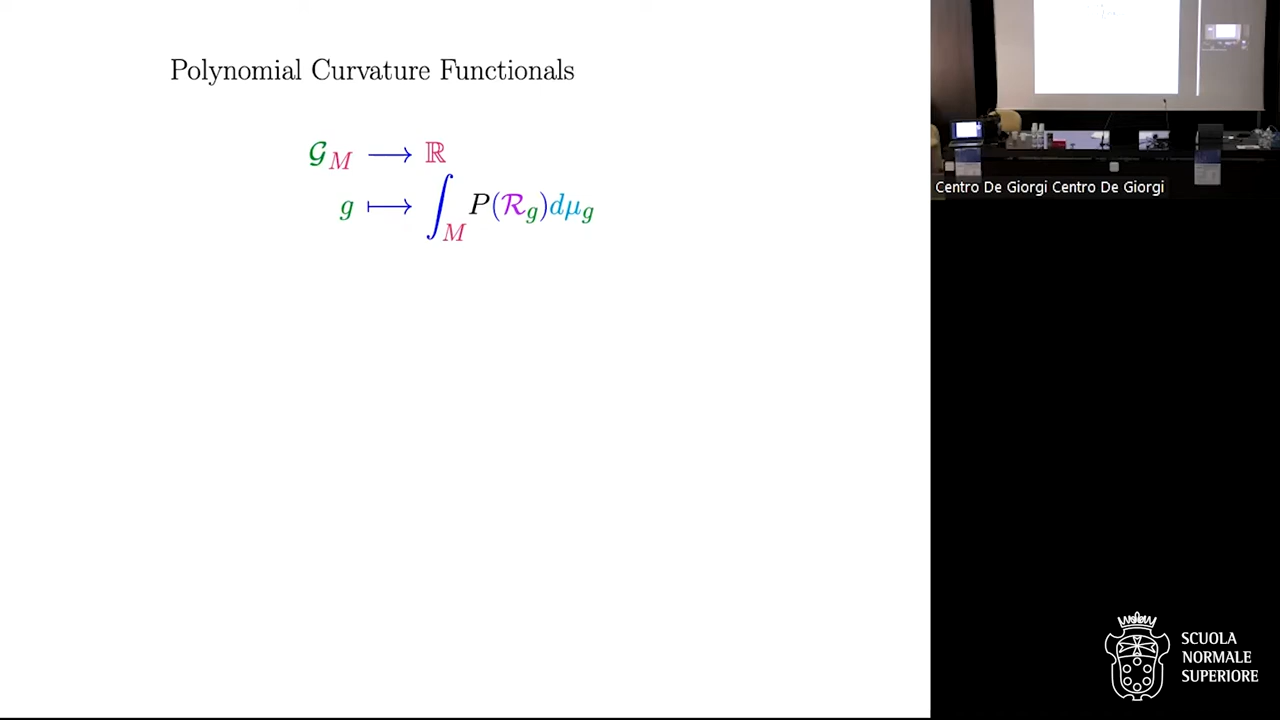 Polynomial Curvature Functionals
𝒢_M ⟶ ℝ
g ⟼ ∫_M P(ℛ_g)dμ_g
Centro De Giorgi Centro De Giorgi
SCUOLA
NORMALE
SUPERIORE